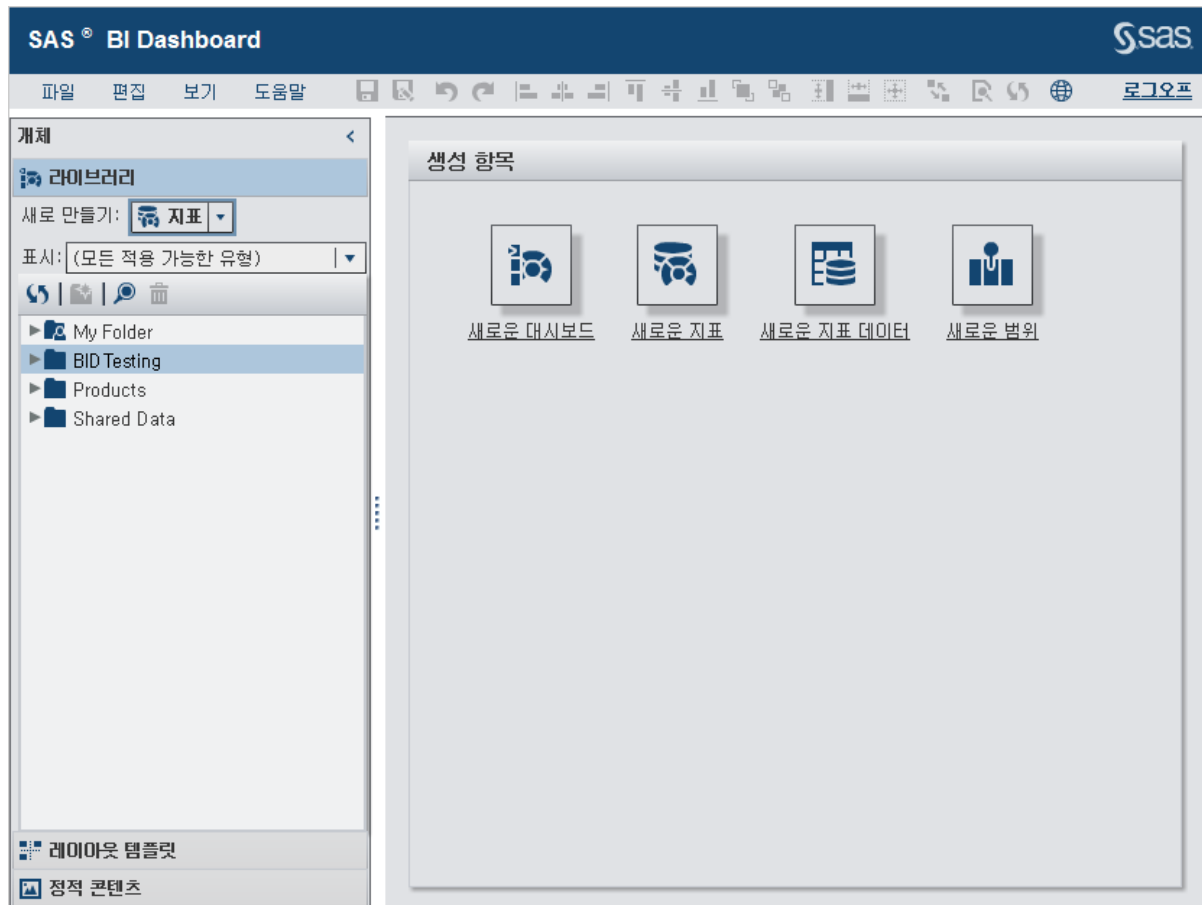 SAS ® BI Dashboard
sas
파일 편집 보기 도움말 로그오프
개체
라이브러리
새로 만들기: 지표
표시: (모든 적용 가능한 유형)
My Folder
BID Testing
Products
Shared Data
레이아웃 템플릿
정적 콘텐츠
생성 항목
새로운 대시보드 새로운 지표 새로운 지표 데이터 새로운 범위